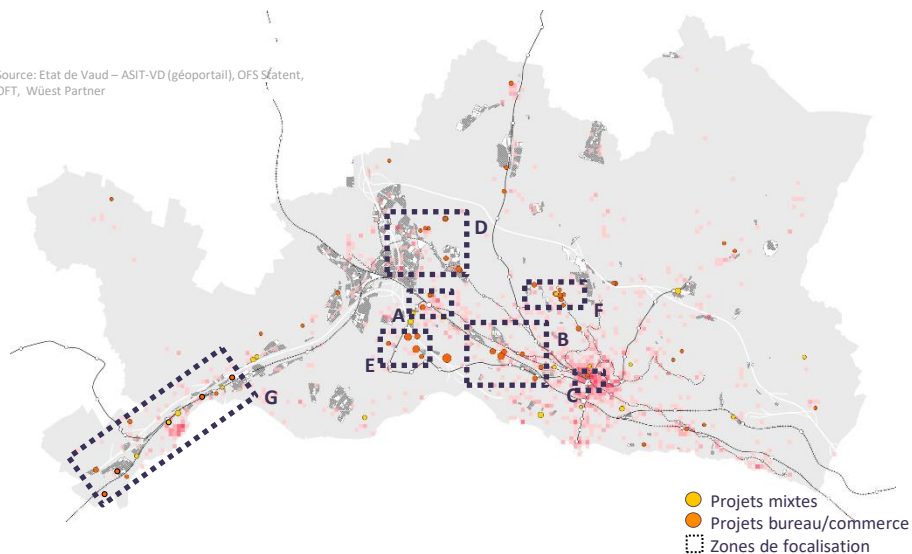 Source: Etat de Vaud – ASIT-VD (géoportail), OFS Statent,
OFT, Wüest Partner
D
A
F
B
E
C
G
Projets mixtes
Projets bureau/commerce
Zones de focalisation